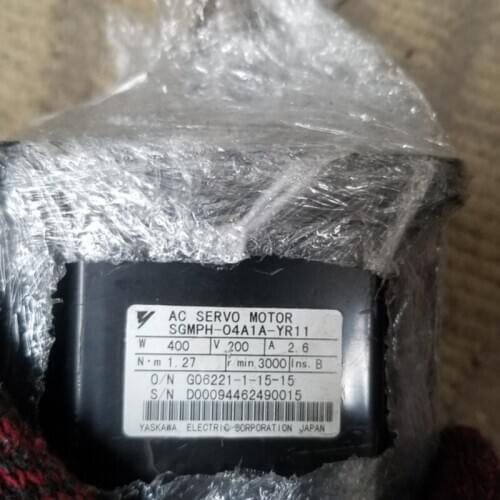 AC SERVO MOTOR
SGMPH-04A1A-YR11
W 400 V 200 A 2.6
N·m 1.27 r/min 3000 Ins. B
O/N G06221-1-15-15
S/N D00094462490015
YASKAWA ELECTRIC CORPORATION JAPAN